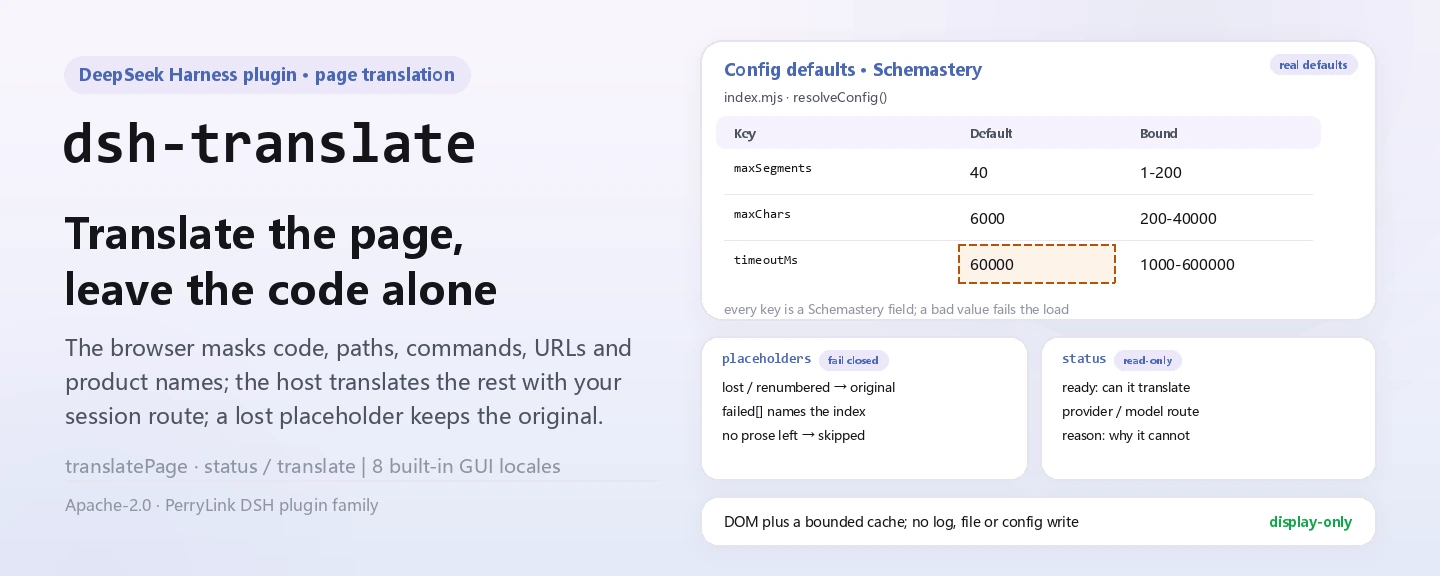 DeepSeek Harness plugin • page translation
dsh-translate
Translate the page,
leave the code alone
The browser masks code, paths, commands, URLs and
product names; the host translates the rest with your
session route; a lost placeholder keeps the original.
translatePage · status / translate | 8 built-in GUI locales
Apache-2.0 · PerryLink DSH plugin family
Config defaults • Schemastery
real defaults
index.mjs · resolveConfig()
Key Default Bound
maxSegments 40 1-200
maxChars 6000 200-40000
timeoutMs 60000 1000-600000
every key is a Schemastery field; a bad value fails the load
placeholders fail closed
lost / renumbered → original
failed[] names the index
no prose left → skipped
status read-only
ready: can it translate
provider / model route
reason: why it cannot
DOM plus a bounded cache; no log, file or config write
display-only